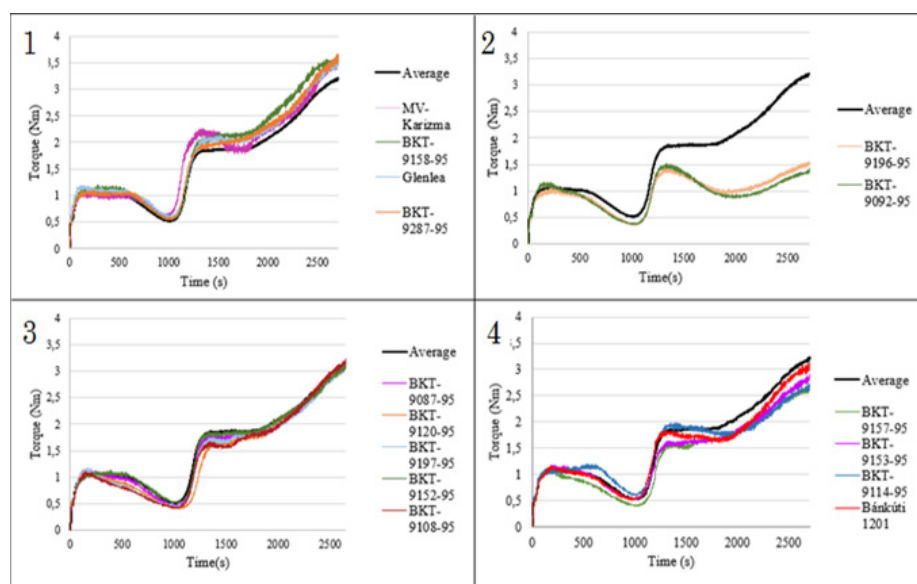 1
4
3,5
3
2,5
2
1,5
1
0,5
0
Torque (Nm)
0 500 1000 1500 2000 2500
Time (s)
Average
MV-
Karizma
BKT-
9158-95
Glenlea
BKT-
9287-95
2
4
3,5
3
2,5
2
1,5
1
0,5
0
Torque (Nm)
0 500 1000 1500 2000 2500
Time (s)
Average
BKT-
9196-95
BKT-
9092-95
3
4
3,5
3
2,5
2
1,5
1
0,5
0
Torque (Nm)
0 500 1000 1500 2000 2500
Time(s)
Average
BKT-
9087-95
BKT-
9120-95
BKT-
9197-95
BKT-
9152-95
BKT-
9108-95
4
4
3,5
3
2,5
2
1,5
1
0,5
0
Torque (Nm)
0 500 1000 1500 2000 2500
Time (s)
Average
BKT-
9157-95
BKT-
9153-95
BKT-
9114-95
Bánkúti
1201